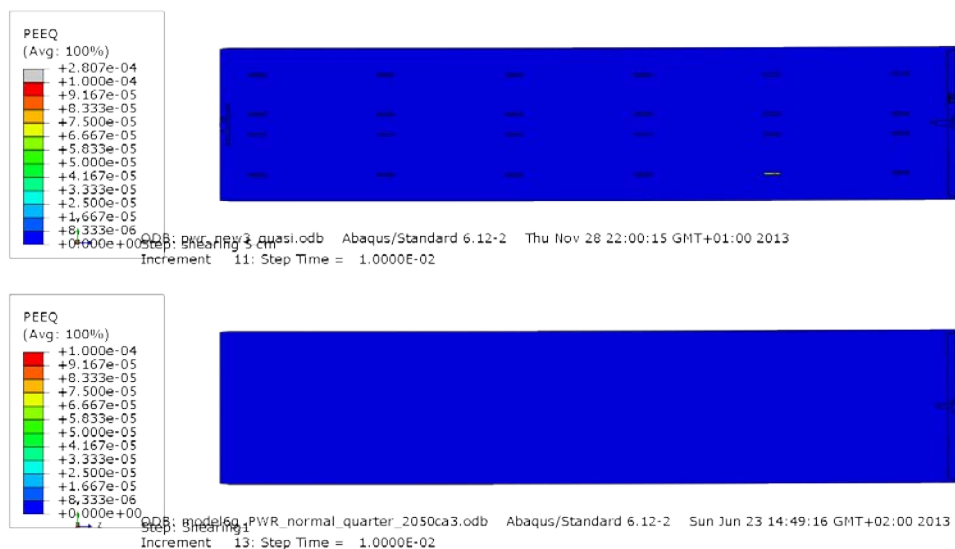 PEEQ
(Avg: 100%)
+2.807e-04
+1.000e-04
+9.167e-05
+8.333e-05
+7.500e-05
+6.667e-05
+5.833e-05
+5.000e-05
+4.167e-05
+3.333e-05
+2.500e-05
+1.667e-05
+8.333e-06
+0.000e+00
ODB: pwr_new3_quasi.odb Abaqus/Standard 6.12-2 Thu Nov 28 22:00:15 GMT+01:00 2013
Step: shearing 5 cm
Increment 11: Step Time = 1.0000E-02
PEEQ
(Avg: 100%)
+1.000e-04
+9.167e-05
+8.333e-05
+7.500e-05
+6.667e-05
+5.833e-05
+5.000e-05
+4.167e-05
+3.333e-05
+2.500e-05
+1.667e-05
+8.333e-06
+0.000e+00
Z
ODB: model6g_PWR_normal_quarter_2050ca3.odb Abaqus/Standard 6.12-2 Sun Jun 23 14:49:16 GMT+02:00 2013
Step: Shearing1
Increment 13: Step Time = 1.0000E-02